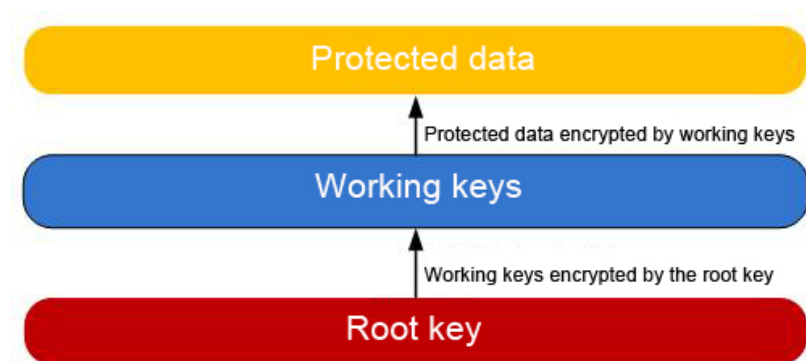 Protected data
Protected data encrypted by working keys
Working keys
Working keys encrypted by the root key
Root key